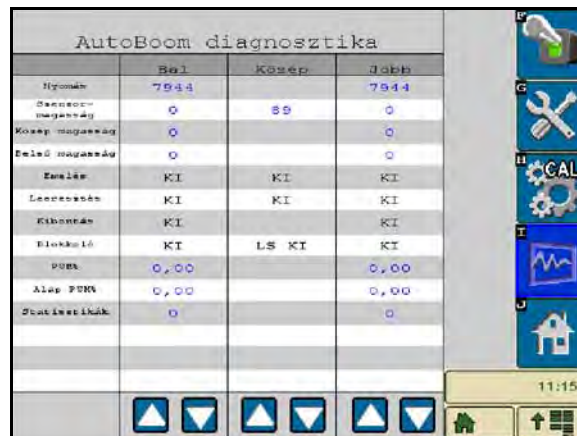 AutoBoom diagnosztika
Bal Közép Jobb
Nyomás 7944 7944
Szenzor-
magasság 0 89 0
Közép magasság 0 0
Belső magasság 0 0
Emelés KI KI KI
Leeresztés KI KI KI
Kibontás KI KI
Blokkoló KI LS KI KI
PUM% 0,00 0,00
Alap PUM% 0,00 0,00
Statisztikák 0 0
F
G
H
CAL
I
J
11:15